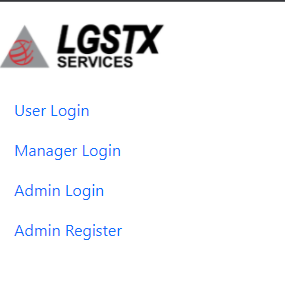 LGSTX
SERVICES
User Login
Manager Login
Admin Login
Admin Register